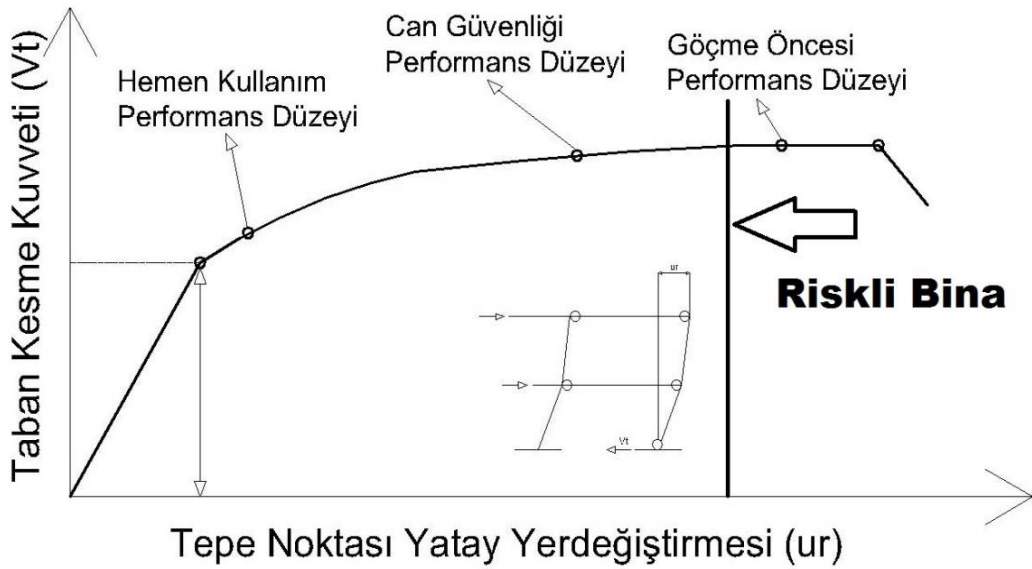 Taban Kesme Kuvveti (Vt)
Hemen Kullanım
Performans Düzeyi
Can Güvenliği
Performans Düzeyi
Göçme Öncesi
Performans Düzeyi
Riskli Bina
ur
Vt
Tepe Noktası Yatay Yerdeğiştirmesi (ur)